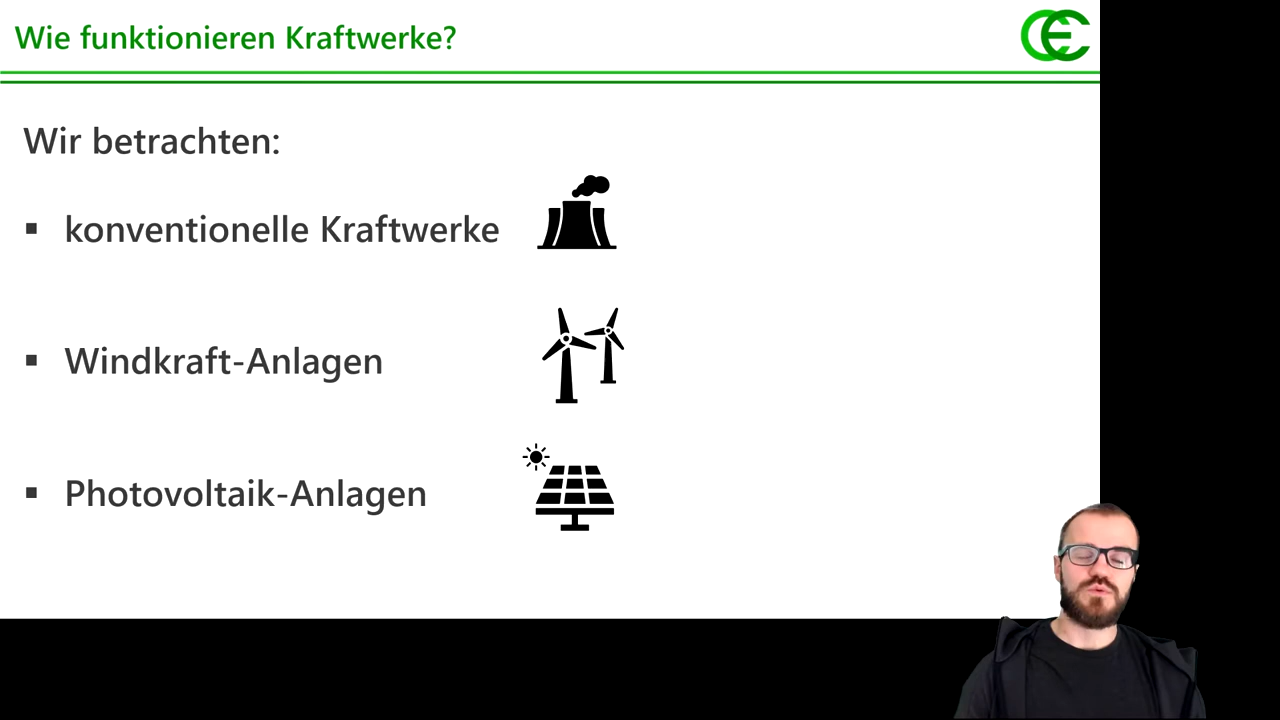 Wie funktionieren Kraftwerke?
Wir betrachten:
▪ konventionelle Kraftwerke
▪ Windkraft-Anlagen
▪ Photovoltaik-Anlagen